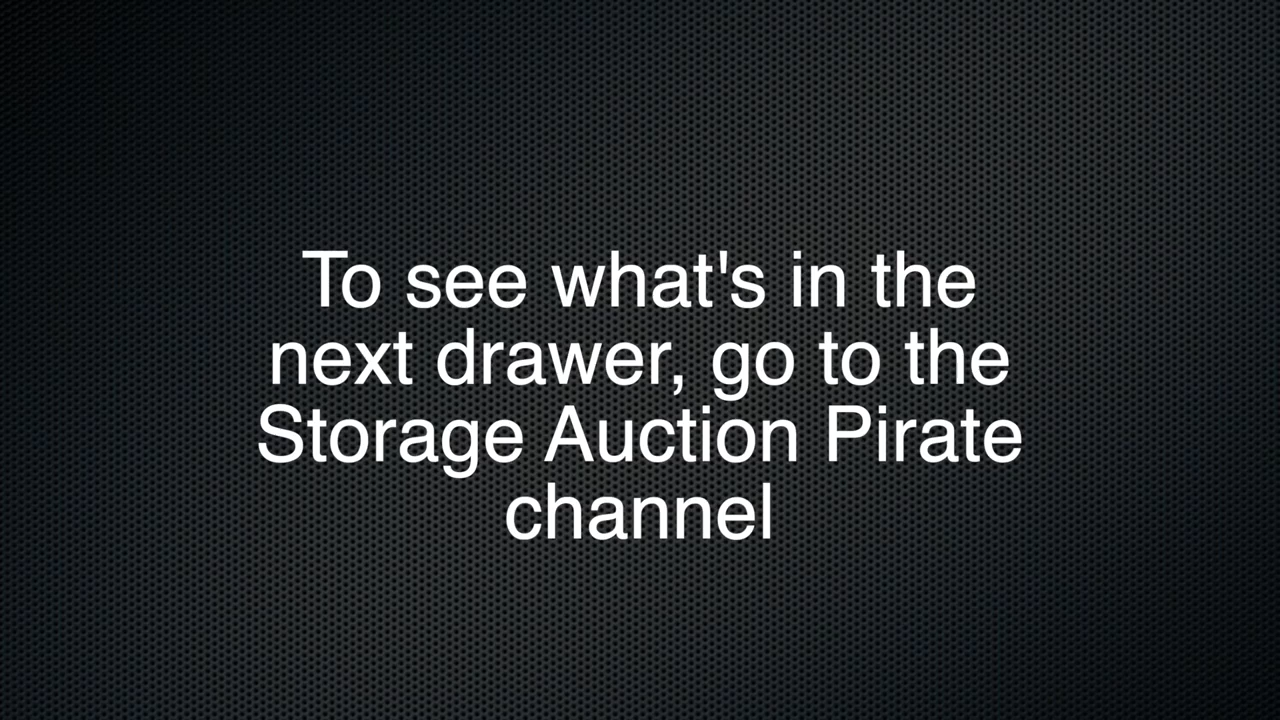 To see what's in the
next drawer, go to the
Storage Auction Pirate
channel